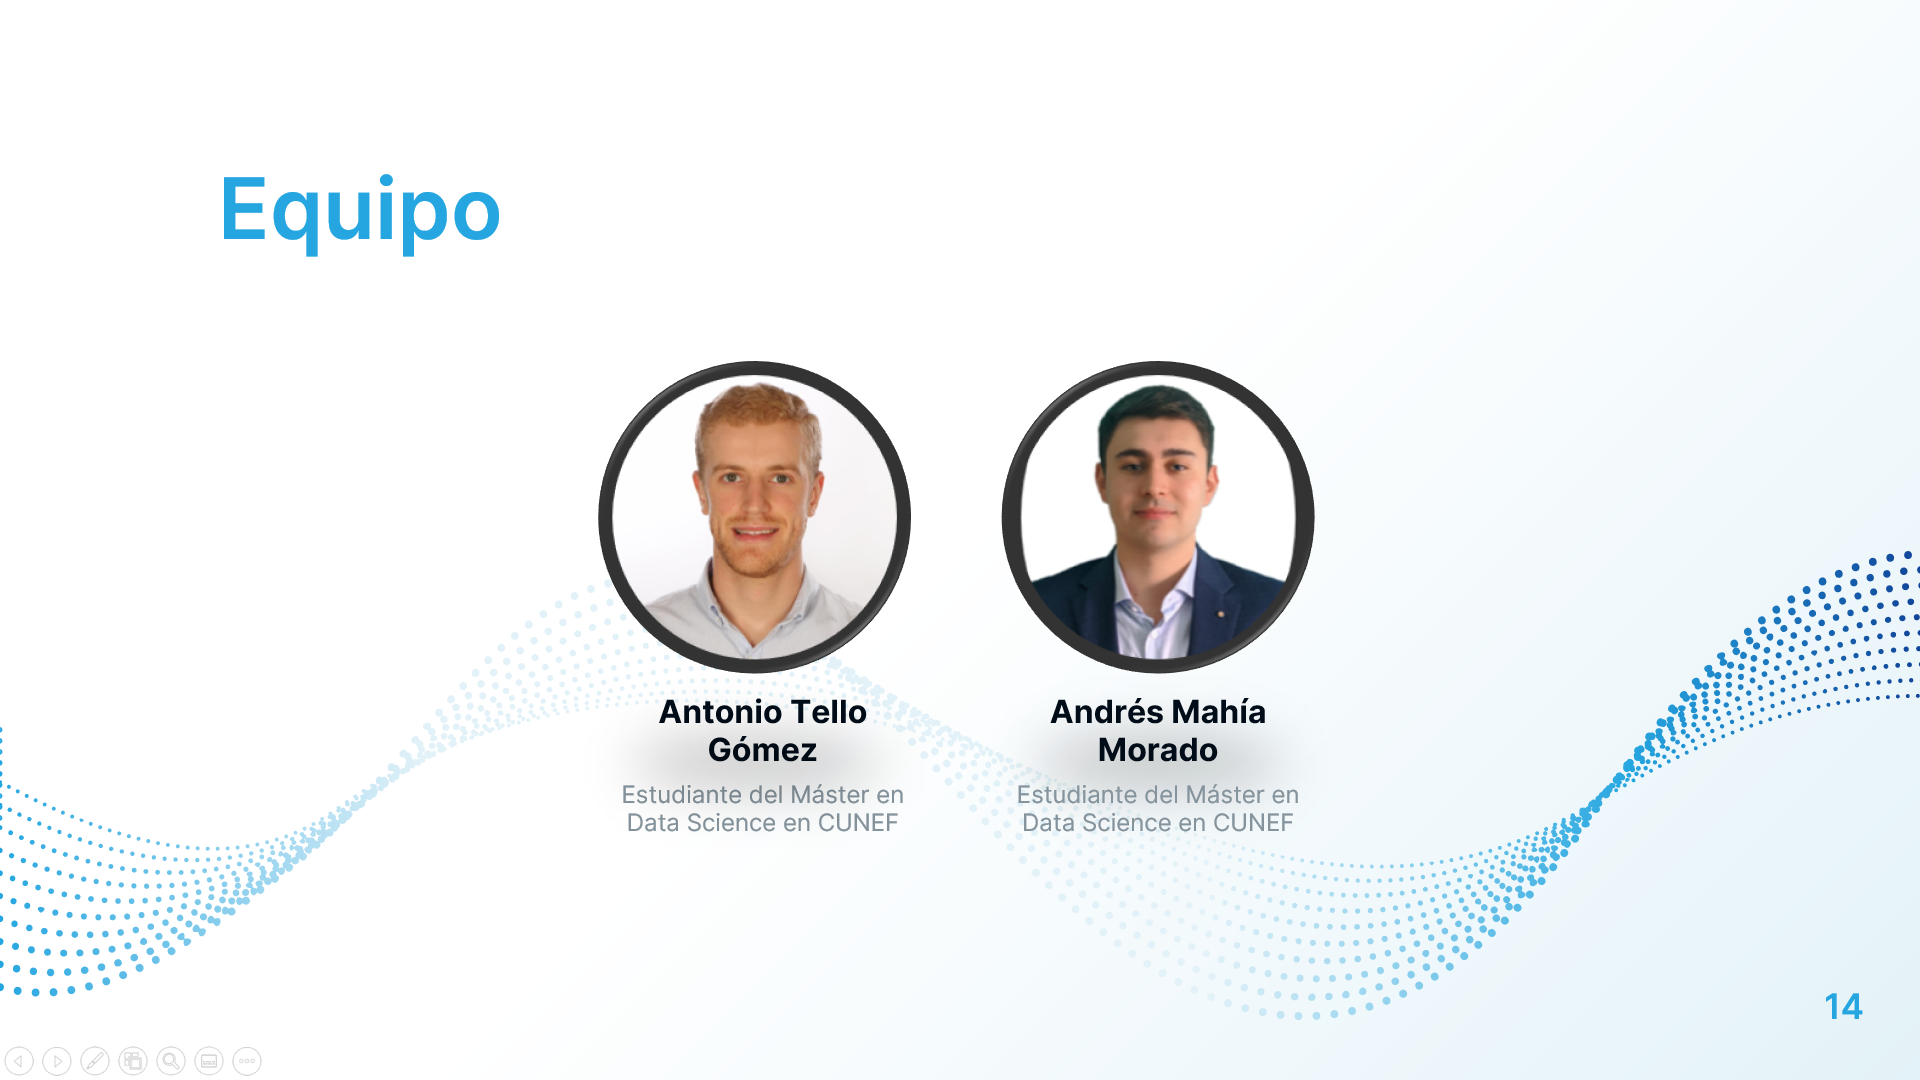 Equipo
Antonio Tello
Gómez
Estudiante del Máster en
Data Science en CUNEF
Andrés Mahía
Morado
Estudiante del Máster en
Data Science en CUNEF
14